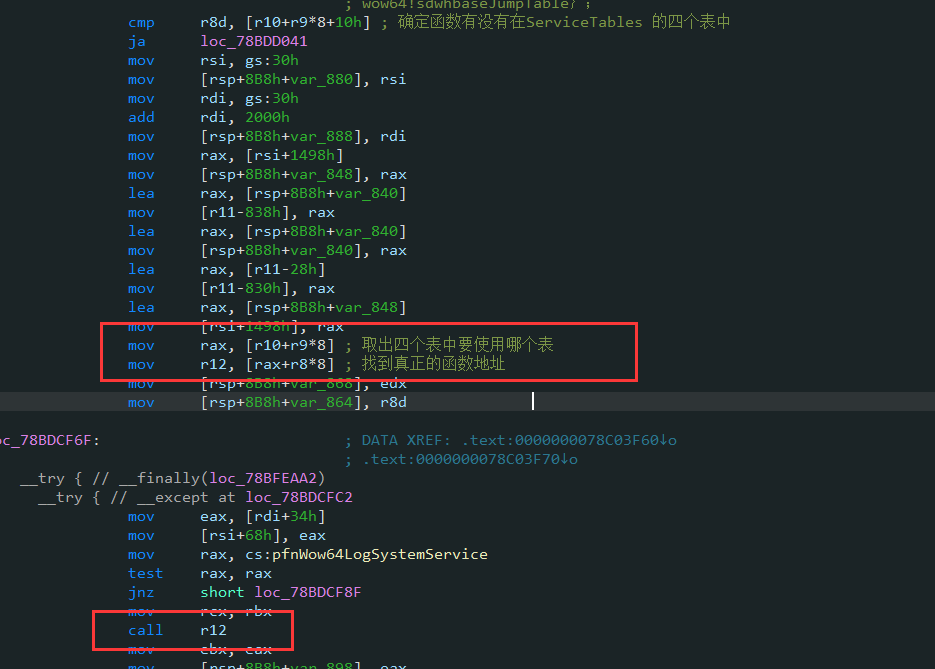 ; wow64!sdwhbaseJumpTable};
cmp r8d, [r10+r9*8+10h] ; 确定函数有没有在ServiceTables 的四个表中
ja loc_78BDD041
mov rsi, gs:30h
mov [rsp+8B8h+var_880], rsi
mov rdi, gs:30h
add rdi, 2000h
mov [rsp+8B8h+var_888], rdi
mov rax, [rsi+1498h]
mov [rsp+8B8h+var_848], rax
lea rax, [rsp+8B8h+var_840]
mov [r11-838h], rax
lea rax, [rsp+8B8h+var_840]
mov [rsp+8B8h+var_840], rax
lea rax, [r11-28h]
mov [r11-830h], rax
lea rax, [rsp+8B8h+var_848]
mov [rsi+1498h], rax
mov rax, [r10+r9*8] ; 取出四个表中要使用哪个表
mov r12, [rax+r8*8] ; 找到真正的函数地址
mov [rsp+8B8h+var_868], edx
mov [rsp+8B8h+var_864], r8d
oc_78BDCF6F: ; DATA XREF: .text:0000000078C03F60↓o
; .text:0000000078C03F70↓o
__try { // __finally(loc_78BFEAA2)
__try { // __except at loc_78BDCFC2
mov eax, [rdi+34h]
mov [rsi+68h], eax
mov rax, cs:pfnWow64LogSystemService
test rax, rax
jnz short loc_78BDCF8F
mov rcx, rbx
call r12
mov ebx, eax
mov [rsp+8B8h+var_898], eax